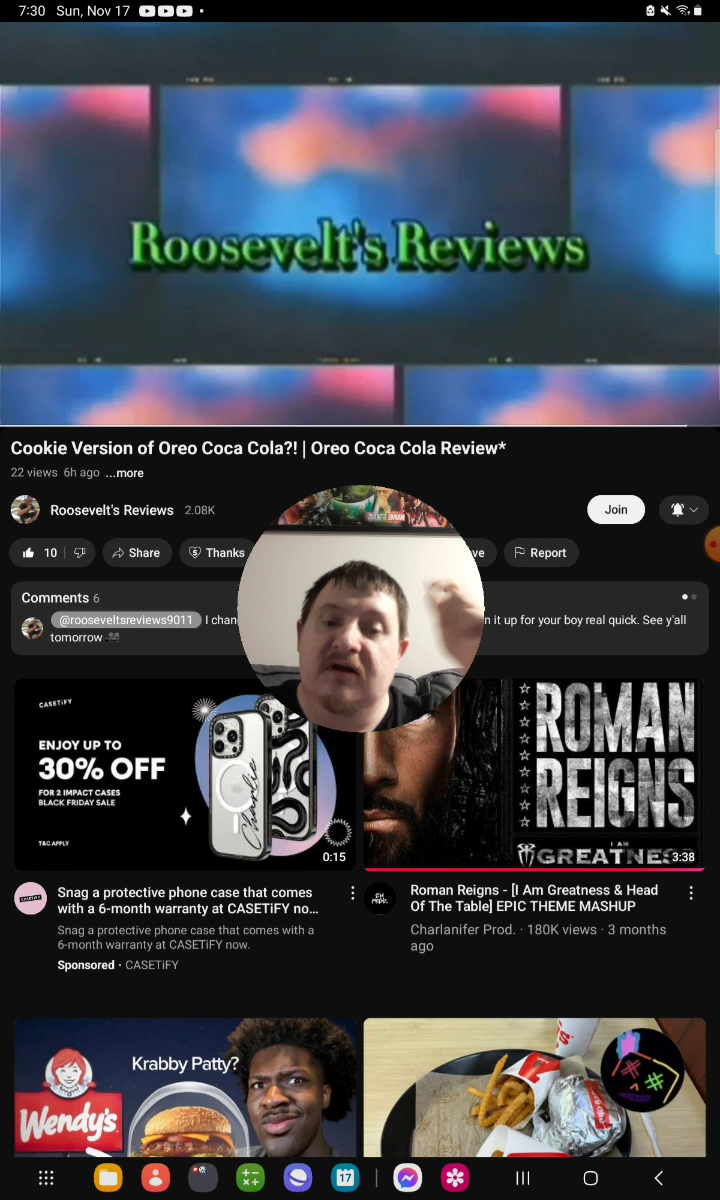 7:30 Sun, Nov 17
Roosevelt's Reviews
Cookie Version of Oreo Coca Cola?! | Oreo Coca Cola Review*
22 views 6h ago ...more
Roosevelt's Reviews 2.08K
Join
10 Share Thanks ve Report
Comments 6
@rooseveltsreviews9011 I chan n it up for your boy real quick. See y'all
tomorrow
CASETiFY
ENJOY UP TO
30% OFF
FOR 2 IMPACT CASES
BLACK FRIDAY SALE
T&C APPLY
Charlie
0:15
ROMAN
REIGNS
I AM
GREATNES
3:38
Snag a protective phone case that comes
with a 6-month warranty at CASETiFY no...
Snag a protective phone case that comes with a
6-month warranty at CASETiFY now.
Sponsored · CASETiFY
Roman Reigns - [I Am Greatness & Head
Of The Table] EPIC THEME MASHUP
Charlanifer Prod. · 180K views · 3 months
ago
Krabby Patty?
Wendy's
17